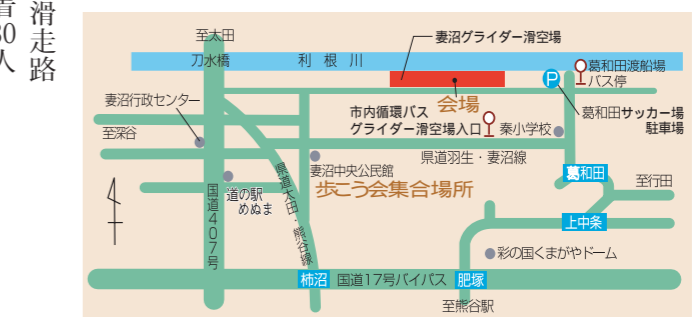 滑走路
着80人
至太田
刀水橋
利根川
妻沼グライダー滑空場
P
葛和田渡船場
バス停
妻沼行政センター
至深谷
会場
市内循環バス
グライダー滑空場入口
秦小学校
葛和田サッカー場
駐車場
県道羽生・妻沼線
妻沼中央公民館
歩こう会集合場所
道の駅
めぬま
国道407号
県道太田・熊谷線
葛和田
至行田
上中条
彩の国くまがやドーム
柿沼
国道17号バイパス
肥塚
至熊谷駅